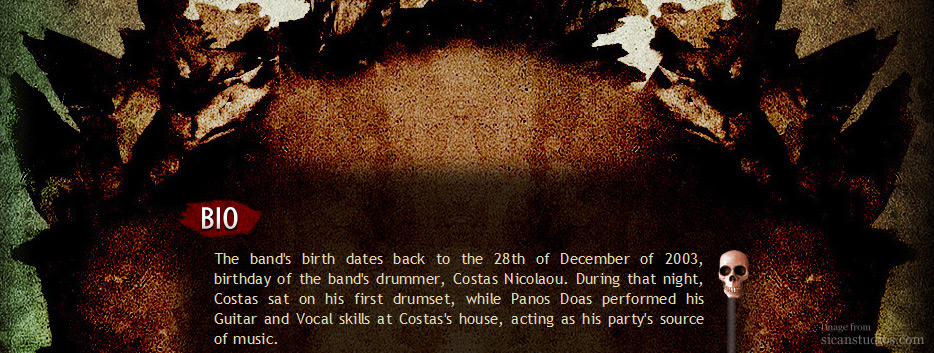 BIO
The band's birth dates back to the 28th of December of 2003,
birthday of the band's drummer, Costas Nicolaou. During that night,
Costas sat on his first drumset, while Panos Doas performed his
Guitar and Vocal skills at Costas's house, acting as his party's source
of music.
Image from
sicanstudios.com